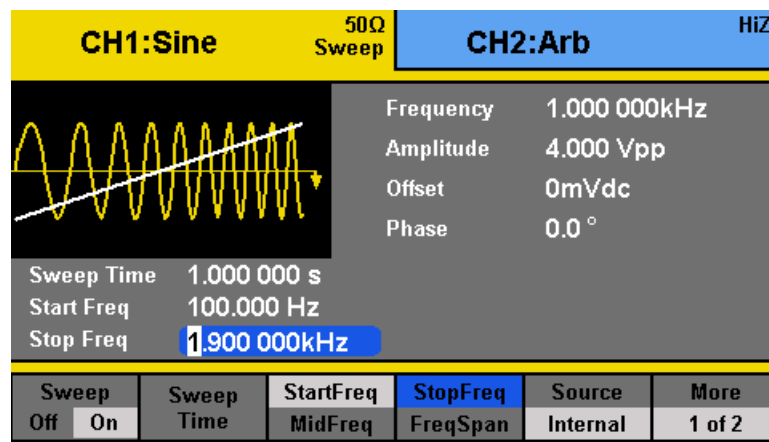 CH1:Sine
50Ω
Sweep
CH2:Arb
HiZ
Frequency 1.000 000kHz
Amplitude 4.000 Vpp
Offset 0mVdc
Phase 0.0 °
Sweep Time 1.000 000 s
Start Freq 100.000 Hz
Stop Freq 1.900 000kHz
Sweep Sweep StartFreq StopFreq Source More
Off On Time MidFreq FreqSpan Internal 1 of 2